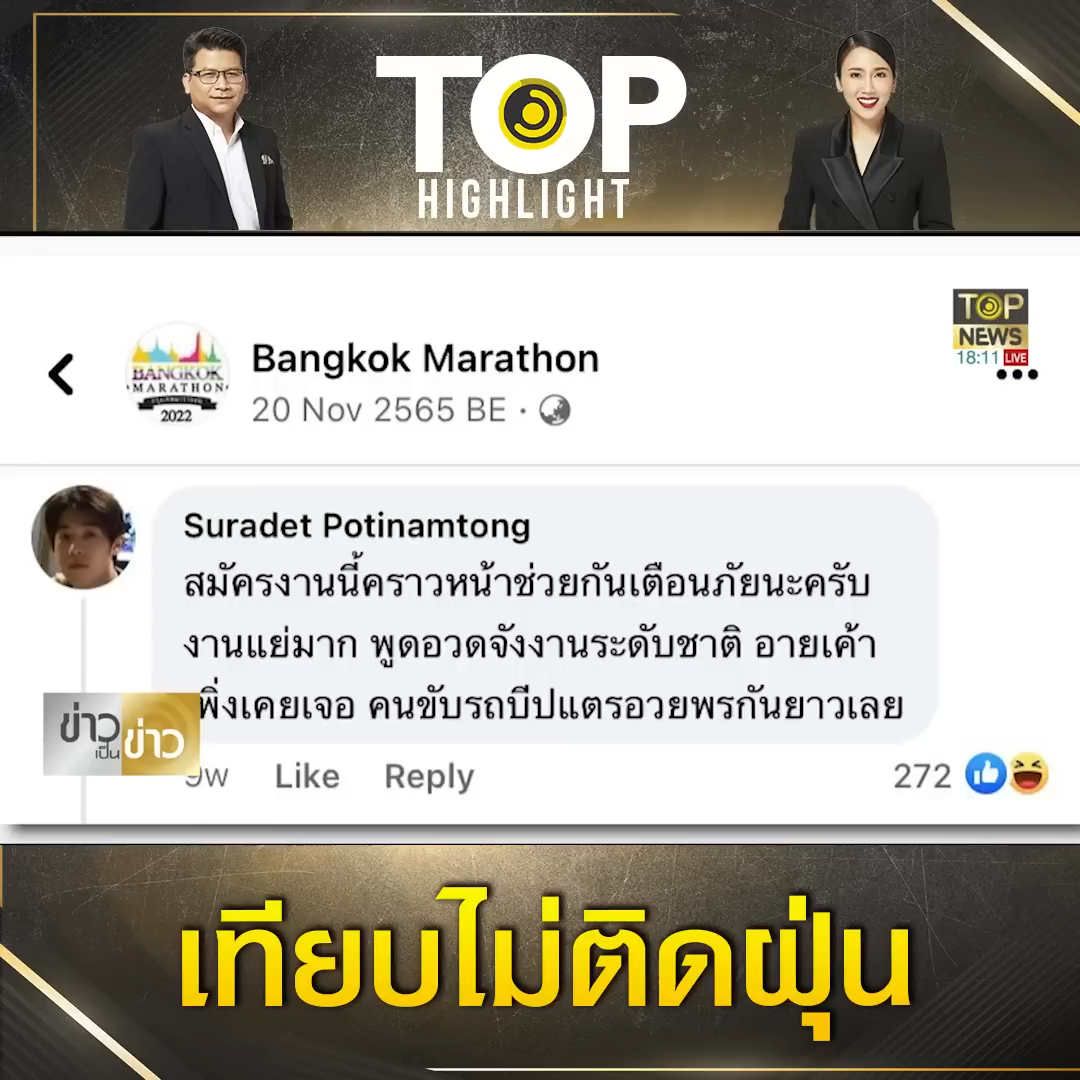 TOP
HIGHLIGHT
TOP
NEWS
18:11 LIVE
Bangkok Marathon
20 Nov 2565 BE ·
BANGKOK
MARATHON
2022
Suradet Potinamtong
สมัครงานนี้คราวหน้าช่วยกันเตือนภัยนะครับ
งานแย่มาก พูดอวดจังงานระดับชาติ อายเค้า
พิ่งเคยเจอ คนขับรถบีปแตรอวยพรกันยาวเลย
ข่าว
เป็น ข่าว
9w Like Reply 272
เทียบไม่ติดฝุ่น